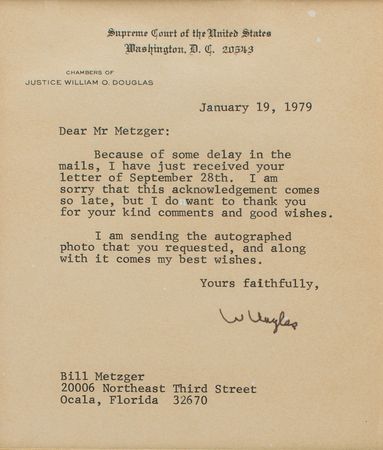 Supreme Court of the United States
Washington, D. C. 20543
CHAMBERS OF
JUSTICE WILLIAM O. DOUGLAS
January 19, 1979
Dear Mr Metzger:
Because of some delay in the
mails, I have just received your
letter of September 28th. I am
sorry that this acknowledgement comes
so late, but I do want to thank you
for your kind comments and good wishes.
I am sending the autographed
photo that you requested, and along
with it comes my best wishes.
Yours faithfully,
Bill Metzger
20006 Northeast Third Street
Ocala, Florida 32670